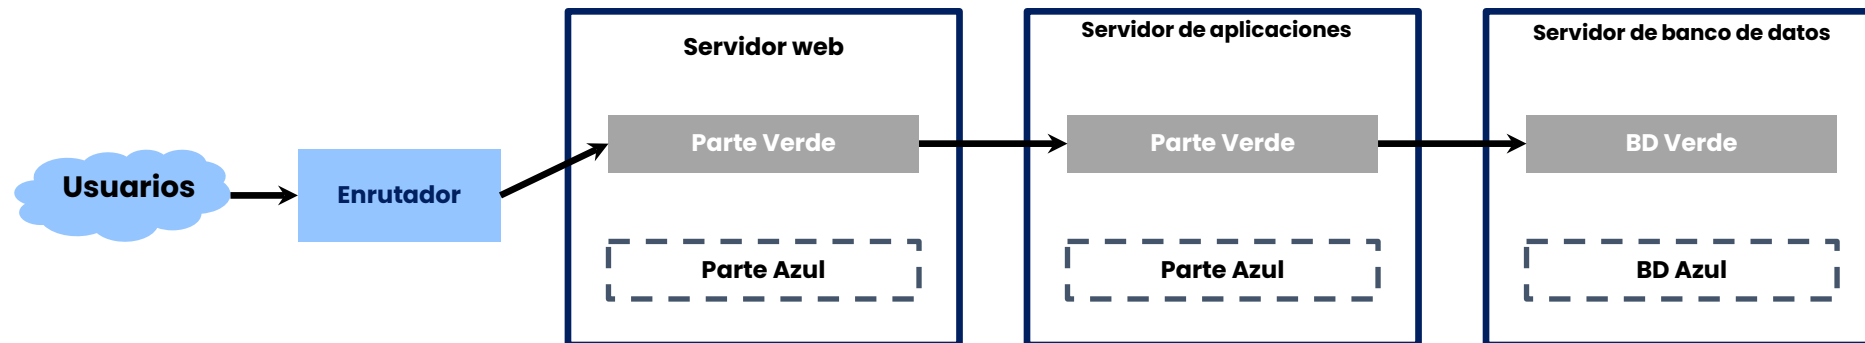 Servidor web
Servidor de aplicaciones
Servidor de banco de datos
Parte Verde
Parte Verde
BD Verde
Usuarios
Enrutador
Parte Azul
Parte Azul
BD Azul